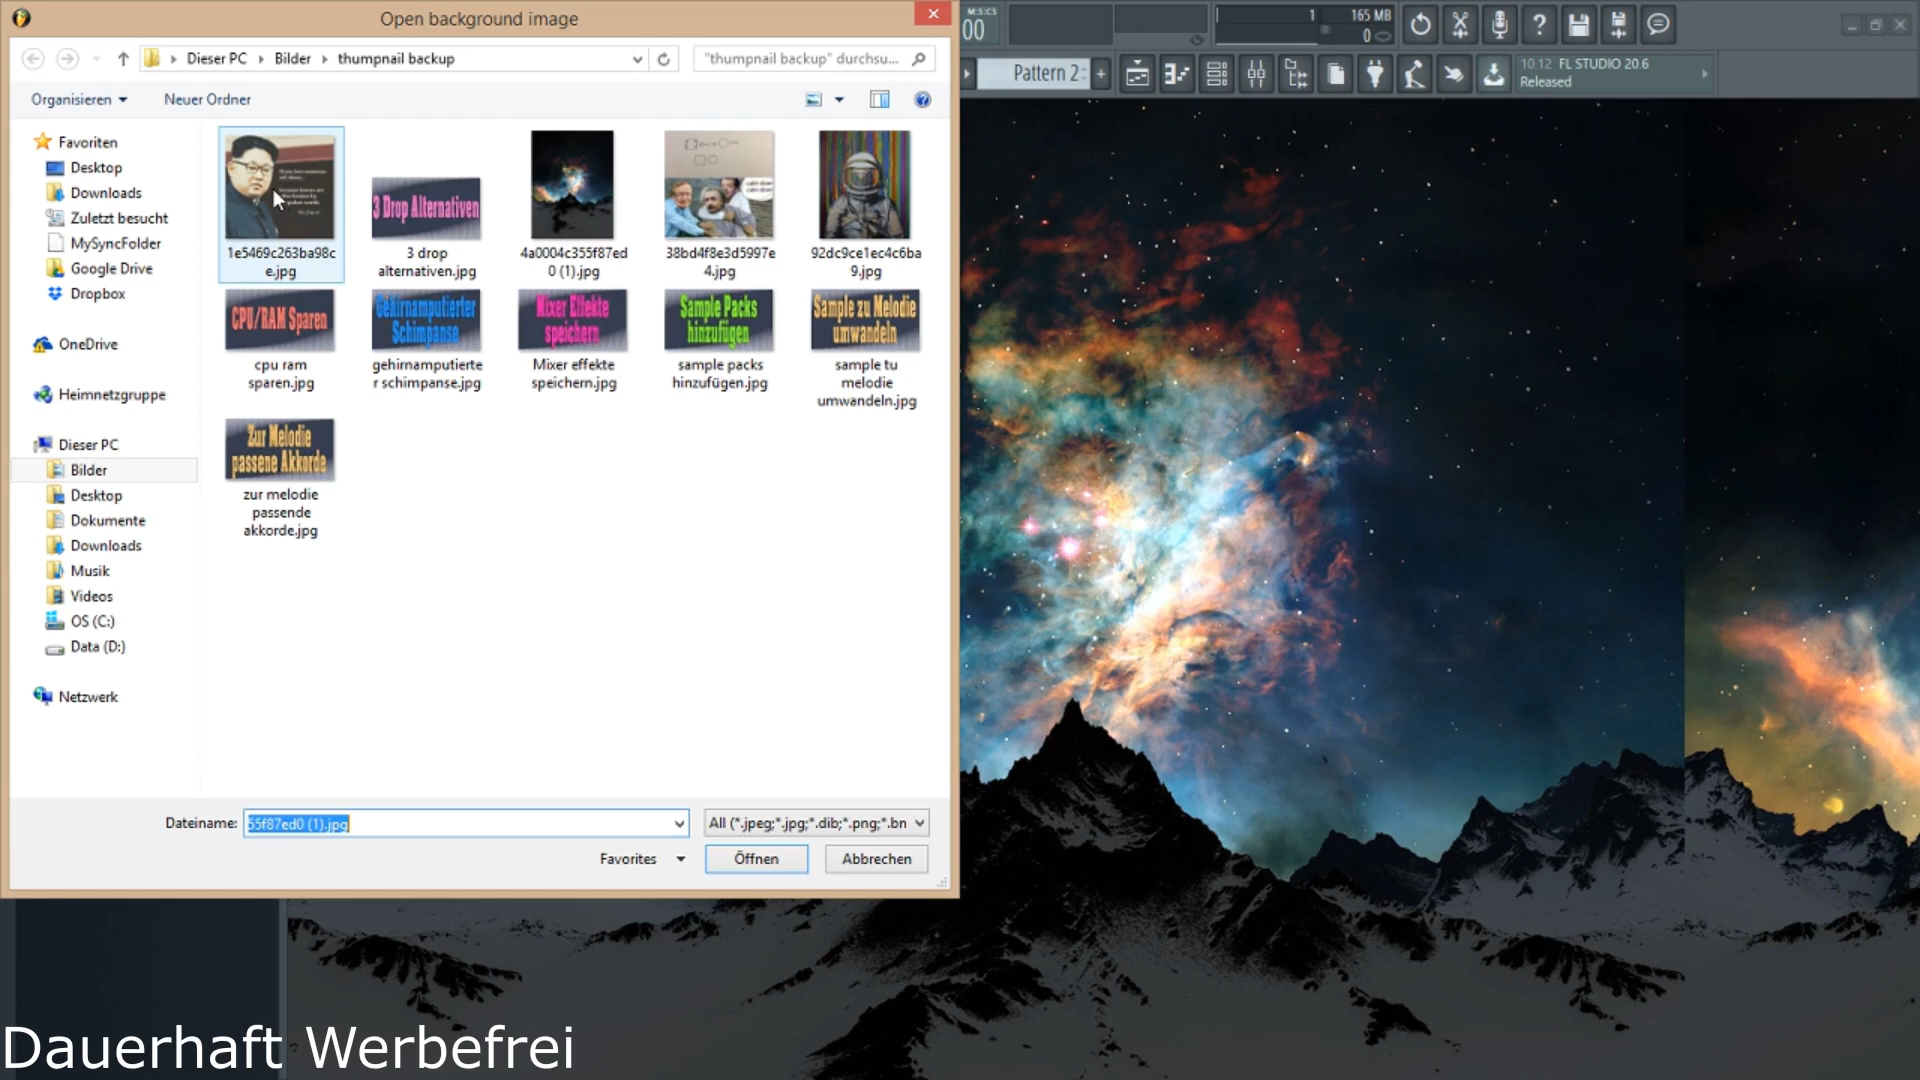 Open background image
Dieser PC
Bilder
thumpnail backup
"thumpnail backup" durchsu...
Organisieren
Neuer Ordner
Favoriten
Desktop
Downloads
Zuletzt besucht
MySyncFolder
Google Drive
Dropbox
OneDrive
Heimnetzgruppe
Dieser PC
Bilder
Desktop
Dokumente
Downloads
Musik
Videos
OS (C:)
Data (D:)
Netzwerk
1e5469c263ba98c
e.jpg
3 Drop Alternativen
3 drop
alternativen.jpg
4a0004c355f87ed
0 (1).jpg
38bd4f8e3d5997e
4.jpg
92dc9ce1ec4c6ba
9.jpg
CPU/RAM Sparen
cpu ram
sparen.jpg
Gehirnamputierter
Schimpanse
gehirnamputierte
r schimpanse.jpg
Mixer Effekte
speichern
Mixer effekte
speichern.jpg
Sample Packs
hinzufügen
sample packs
hinzufügen.jpg
Sample zu Melodie
umwandeln
sample tu
melodie
umwandeln.jpg
Zur Melodie
passene Akkorde
zur melodie
passende
akkorde.jpg
Dateiname:
55f87ed0 (1).jpg
All (*.jpeg;*.jpg;*.dib;*.png;*.bn
Favorites
Öffnen
Abbrechen
M:S:CS
00
1
165 MB
0
Pattern 2
10.12 FL STUDIO 20.6
Released
Dauerhaft Werbefrei